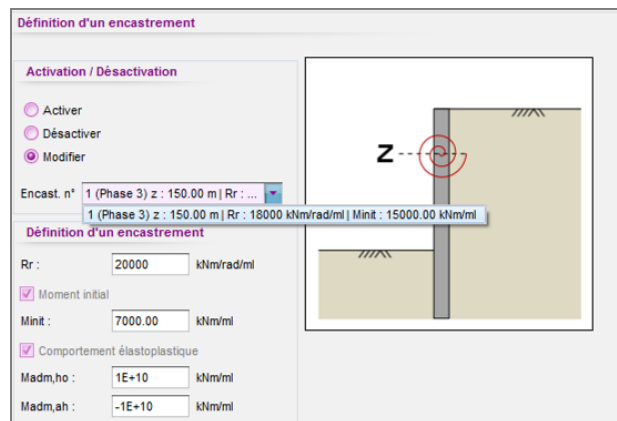 Définition d'un encastrement
Activation / Désactivation
Activer
Désactiver
Modifier
Encast. n° 1 (Phase 3) z : 150.00 m | Rr : ...
1 (Phase 3) z : 150.00 m | Rr : 18000 kNm/rad/ml | Minit : 15000.00 kNm/ml
Définition d'un encastrement
Rr : 20000 kNm/rad/ml
Moment initial
Minit : 7000.00 kNm/ml
Comportement élastoplastique
Madm,ho : 1E+10 kNm/ml
Madm,ah : -1E+10 kNm/ml
Z